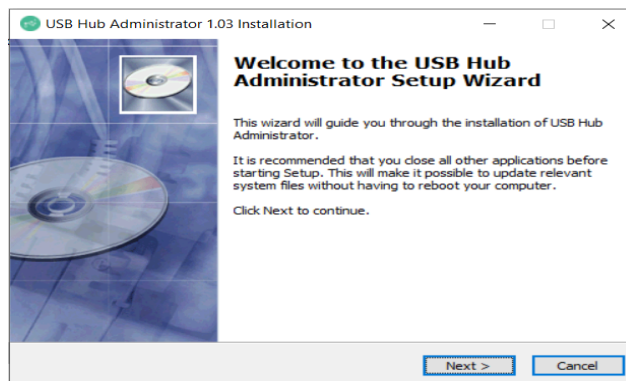 USB Hub Administrator 1.03 Installation
Welcome to the USB Hub
Administrator Setup Wizard
This wizard will guide you through the installation of USB Hub
Administrator.
It is recommended that you close all other applications before
starting Setup. This will make it possible to update relevant
system files without having to reboot your computer.
Click Next to continue.
Next >
Cancel